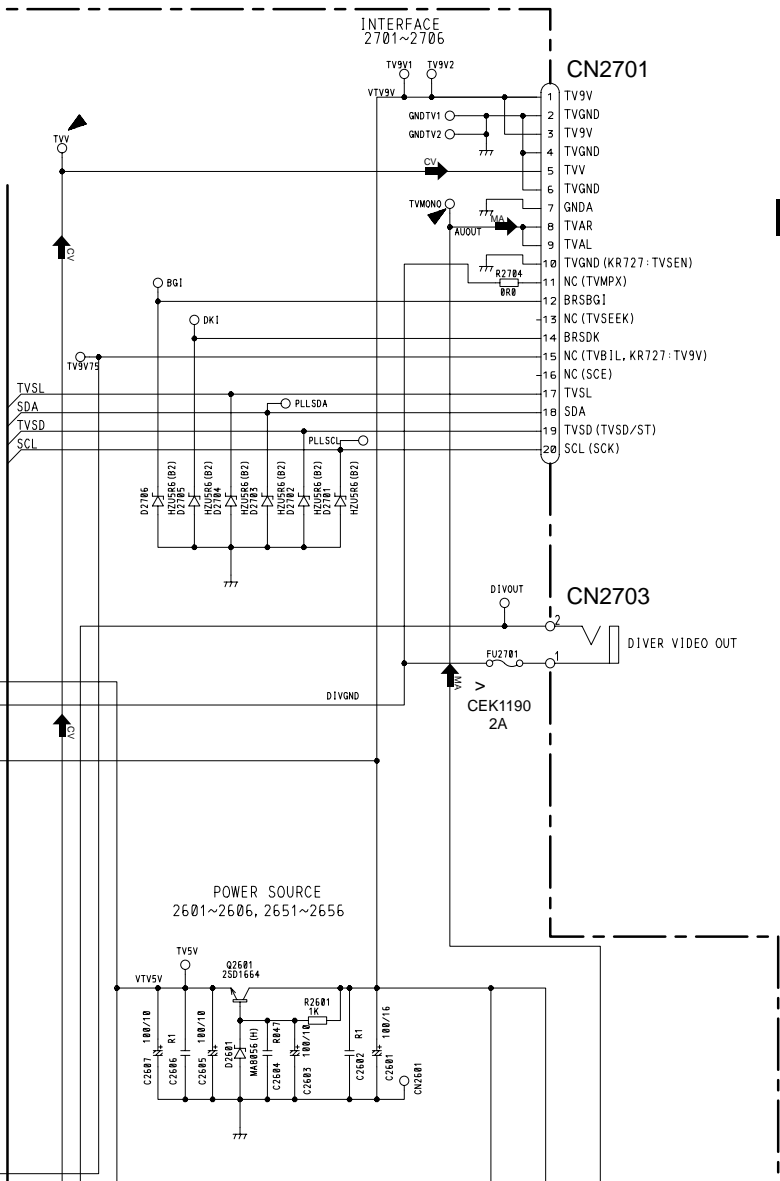 INTERFACE
2701~2706
TV9V1
TV9V2
CN2701
VTV9V
1 TV9V
GNDTV1
2 TVGND
GNDTV2
3 TV9V
4 TVGND
TVV
CV
5 TVV
6 TVGND
TVMONO
7 GNDA
MA
8 TVAR
AUOUT
9 TVAL
CV
10 TVGND (KR727:TVSEN)
R2704
0R0
11 NC (TVMPX)
BGI
12 BRSBGI
DKI
13 NC (TVSEEK)
14 BRSDK
TV9V75
15 NC (TVBIL, KR727:TV9V)
16 NC (SCE)
TVSL
17 TVSL
PLLSDA
SDA
18 SDA
TVSD
19 TVSD (TVSD/ST)
PLLSCL
SCL
20 SCL (SCK)
D2706
HZU5R6(B2)
D2705
HZU5R6(B2)
D2704
HZU5R6(B2)
D2703
HZU5R6(B2)
D2702
HZU5R6(B2)
D2701
HZU5R6(B2)
DIVOUT
CN2703
2
DIVER VIDEO OUT
FU2701
1
MA
>
CEK1190
2A
DIVGND
CV
POWER SOURCE
2601~2606, 2651~2656
TV5V
Q2601
2SD1664
VTV5V
R2601
1K
C2607
100/10
C2606
R1
C2605
100/10
D2601
MA8056(H)
C2604
R047
C2603
100/10
C2602
R1
C2601
100/16
CN2601